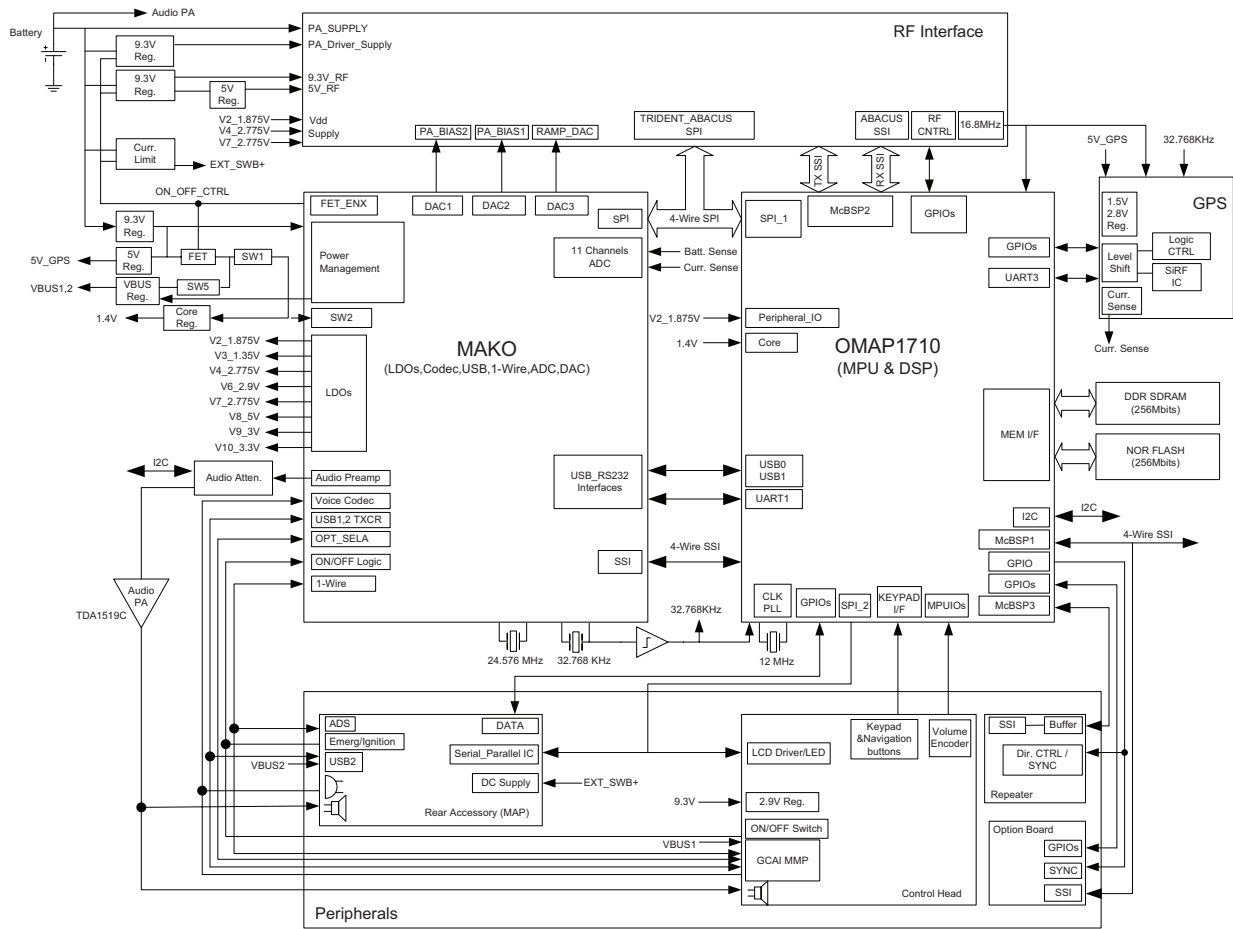 Audio PA
Battery
9.3V
Reg.
9.3V
Reg.
5V
Reg.
PA_SUPPLY
PA_Driver_Supply
9.3V_RF
5V_RF
V2_1.875V
V4_2.775V
V7_2.775V
Vdd
Supply
RF Interface
PA_BIAS2
PA_BIAS1
RAMP_DAC
TRIDENT_ABACUS
SPI
ABACUS
SSI
RF
CNTRL
16.8MHz
Curr.
Limit
EXT_SWB+
ON_OFF_CTRL
TX SSI
RX SSI
5V_GPS
32.768KHz
FET_ENX
DAC1
DAC2
DAC3
SPI
4-Wire SPI
SPI_1
McBSP2
GPIOs
1.5V
2.8V
Reg.
GPS
9.3V
Reg.
5V_GPS
5V
Reg.
FET
SW1
VBUS1,2
VBUS
Reg.
SW5
1.4V
Core
Reg.
Power
Management
SW2
11 Channels
ADC
Batt. Sense
Curr. Sense
GPIOs
UART3
Level
Shift
Logic
CTRL
SiRF
IC
Curr.
Sense
Curr. Sense
V2_1.875V
Peripheral_IO
1.4V
Core
MAKO
(LDOs,Codec,USB,1-Wire,ADC,DAC)
OMAP1710
(MPU & DSP)
V2_1.875V
V3_1.35V
V4_2.775V
V6_2.9V
V7_2.775V
V8_5V
V9_3V
V10_3.3V
LDOs
MEM I/F
DDR SDRAM
(256Mbits)
NOR FLASH
(256Mbits)
I2C
Audio Atten.
Audio Preamp
Voice Codec
USB1,2 TXCR
OPT_SELA
ON/OFF Logic
1-Wire
USB_RS232
Interfaces
USB0
USB1
UART1
SSI
4-Wire SSI
I2C
I2C
McBSP1
4-Wire SSI
GPIO
GPIOs
McBSP3
Audio
PA
TDA1519C
CLK
PLL
GPIOs
SPI_2
KEYPAD
I/F
MPUIOs
32.768KHz
24.576 MHz
32.768 KHz
12 MHz
ADS
Emerg/Ignition
USB2
VBUS2
DATA
Serial_Parallel IC
DC Supply
EXT_SWB+
Rear Accessory (MAP)
LCD Driver/LED
Keypad
&Navigation
buttons
Volume
Encoder
9.3V
2.9V Reg.
ON/OFF Switch
VBUS1
GCAI MMP
Control Head
SSI
Buffer
Dir. CTRL /
SYNC
Repeater
Option Board
GPIOs
SYNC
SSI
Peripherals